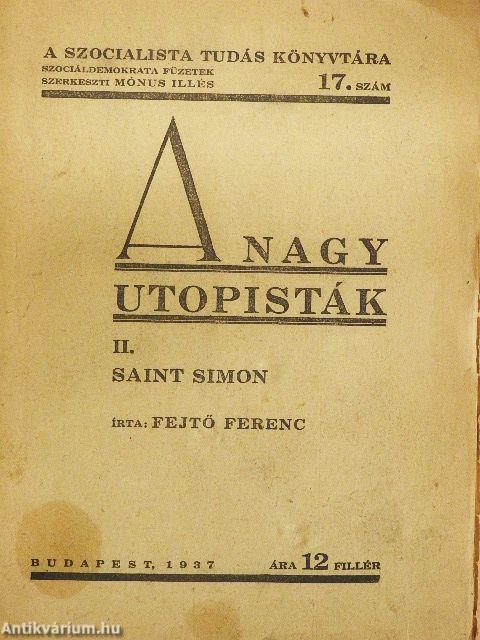 A SZOCIALISTA TUDÁS KÖNYVTÁRA
SZOCIÁLDEMOKRATA FÜZETEK
SZERKESZTI MÓNUS ILLÉS
17. SZÁM
A NAGY
UTOPISTÁK
II.
SAINT SIMON
ÍRTA: FEJTŐ FERENC
BUDAPEST, 1937 ÁRA 12 FILLÉR
Antikvárium.hu